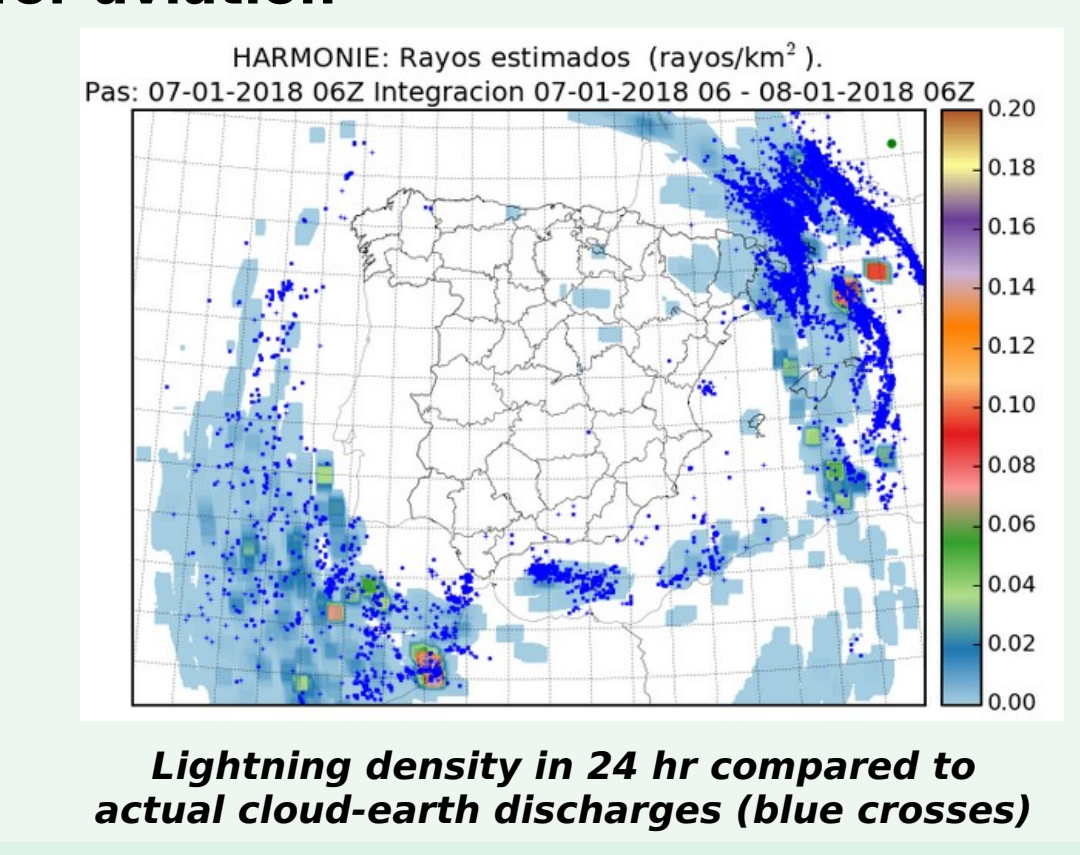 for aviation
HARMONIE: Rayos estimados (rayos/km² ).
Pas: 07-01-2018 06Z Integracion 07-01-2018 06 - 08-01-2018 06Z
0.20
0.18
0.16
0.14
0.12
0.10
0.08
0.06
0.04
0.02
0.00
Lightning density in 24 hr compared to
actual cloud-earth discharges (blue crosses)